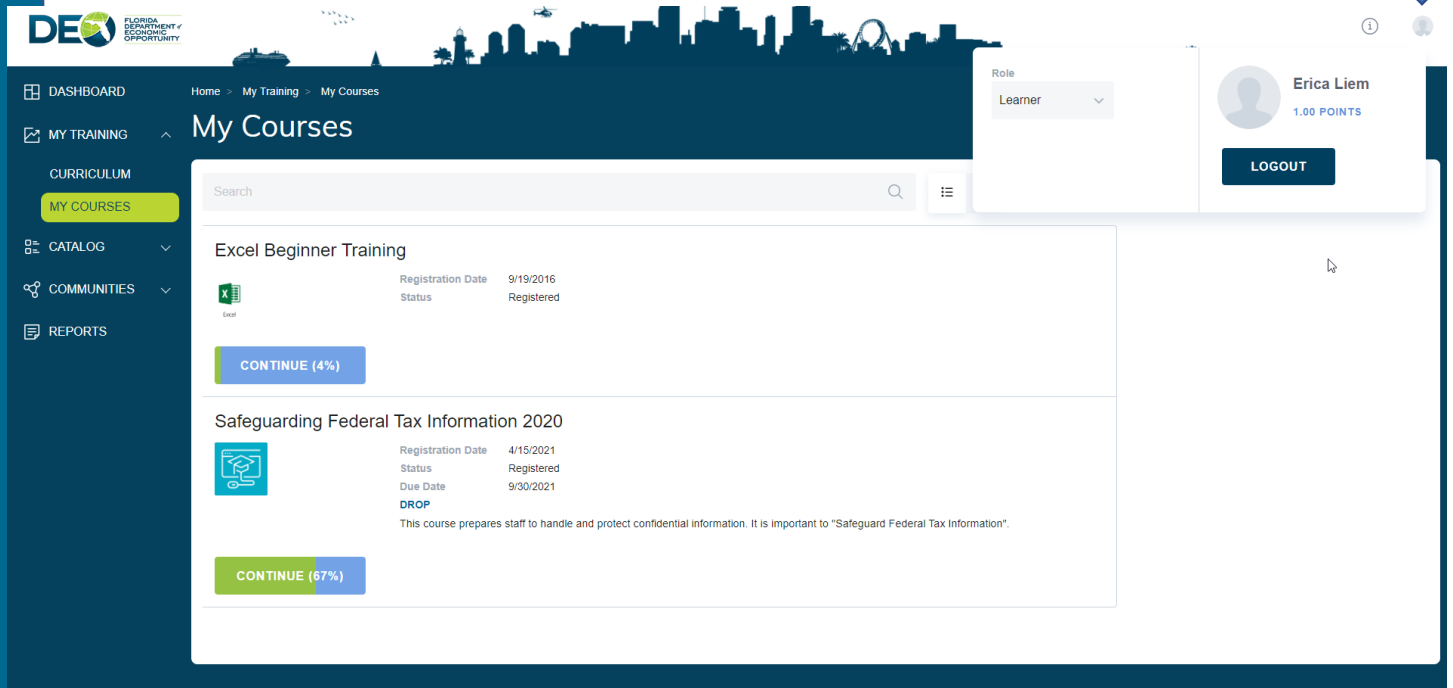 DEO
FLORIDA
DEPARTMENT of
ECONOMIC
OPPORTUNITY
DASHBOARD
MY TRAINING
CURRICULUM
MY COURSES
CATALOG
COMMUNITIES
REPORTS
Home > My Training > My Courses
My Courses
Role
Learner
Erica Liem
1.00 POINTS
LOGOUT
Search
Excel Beginner Training
Excel
Registration Date 9/19/2016
Status Registered
CONTINUE (4%)
Safeguarding Federal Tax Information 2020
Registration Date 4/15/2021
Status Registered
Due Date 9/30/2021
DROP
This course prepares staff to handle and protect confidential information. It is important to "Safeguard Federal Tax Information".
CONTINUE (67%)